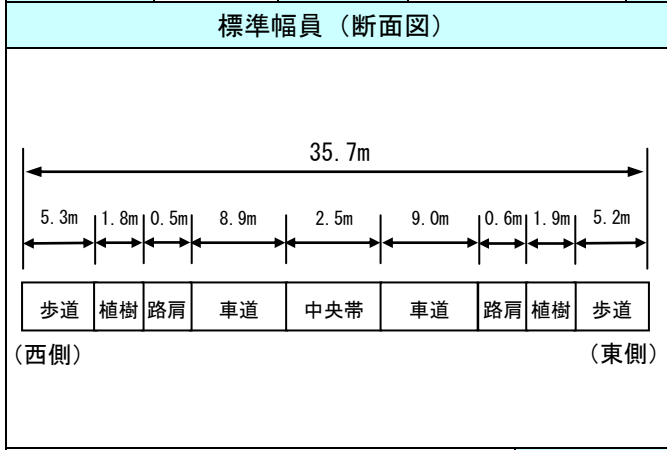 標準幅員（断面図）
35.7m
5.3m 1.8m 0.5m 8.9m 2.5m 9.0m 0.6m 1.9m 5.2m
歩道 植樹 路肩 車道 中央帯 車道 路肩 植樹 歩道
（西側） （東側）